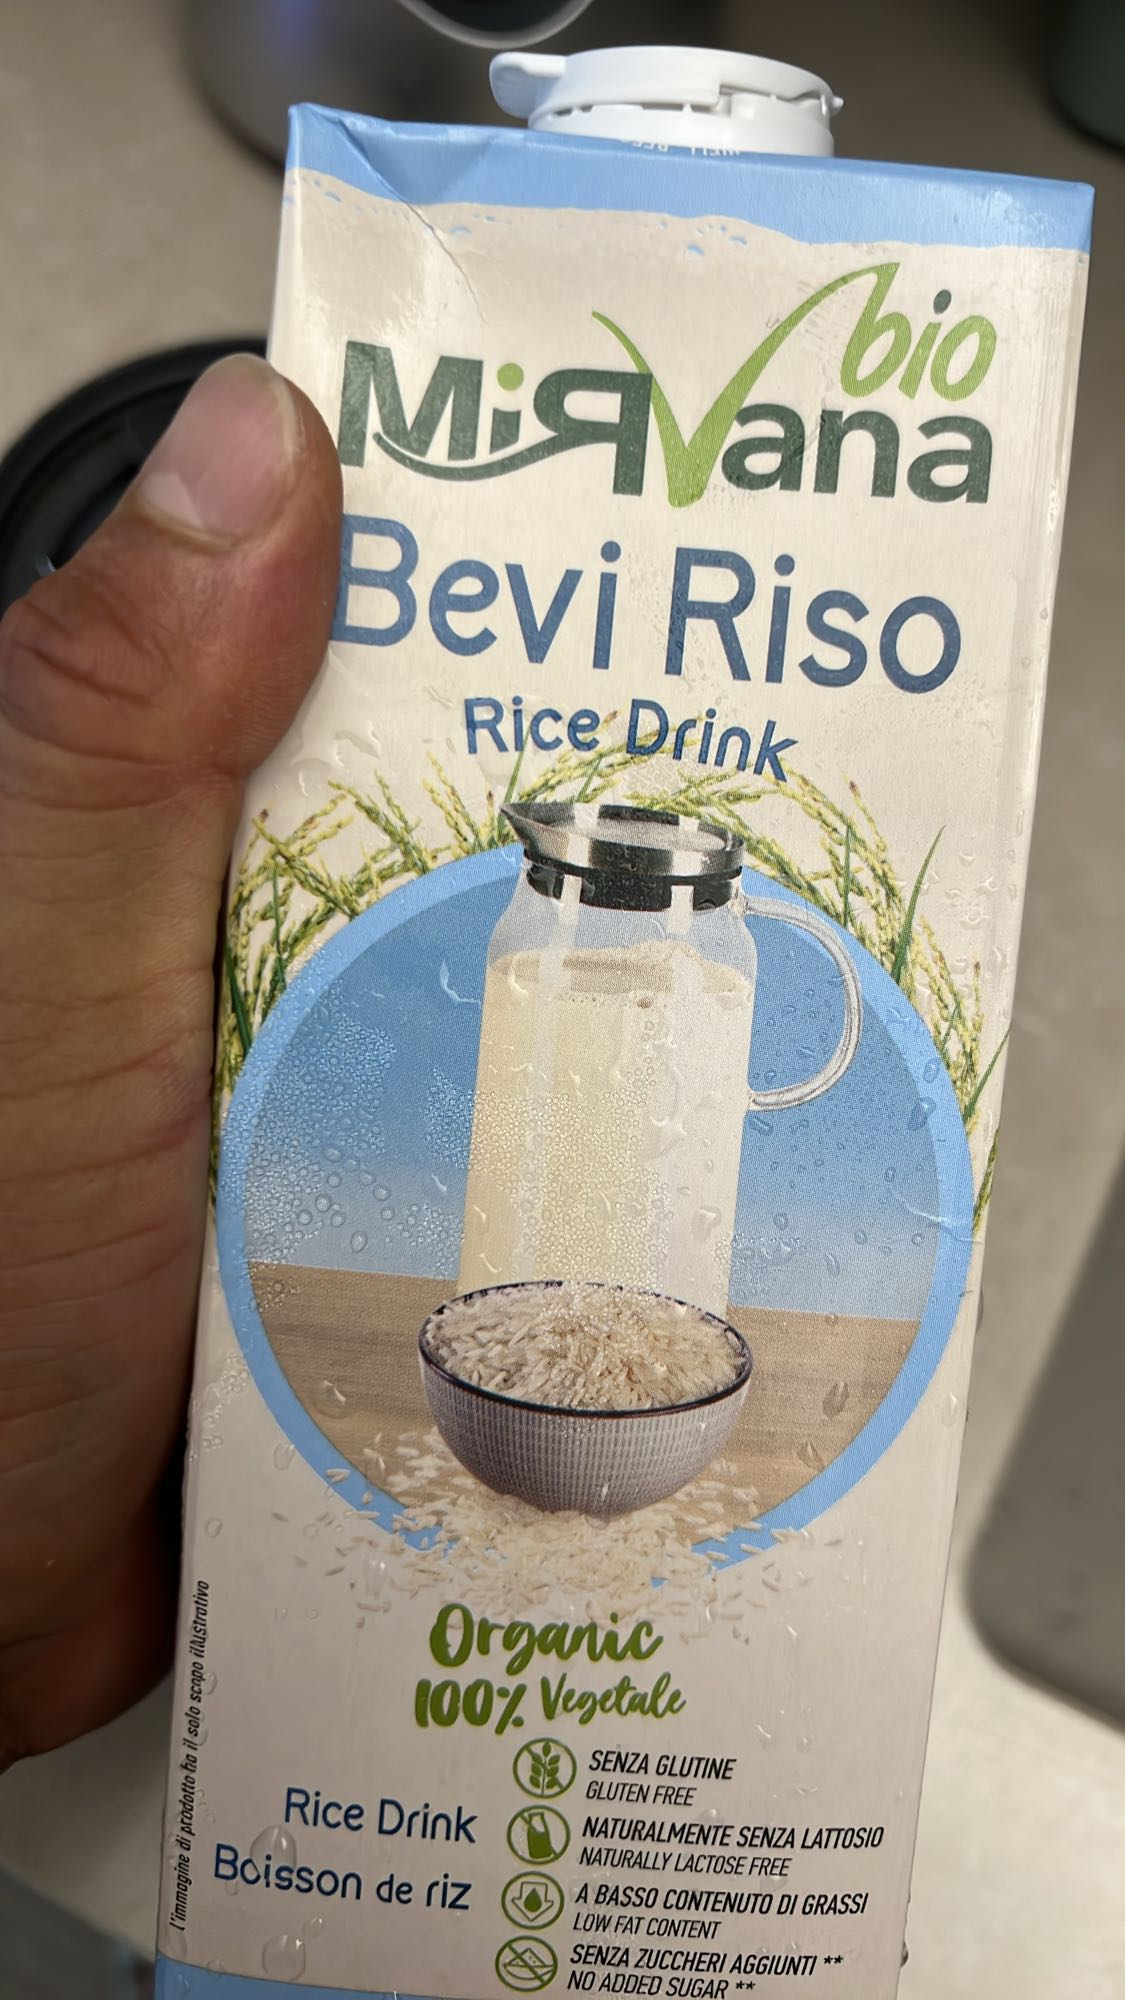 bio
MiRVana
Bevi Riso
Rice Drink
Organic
100% Vegetale
SENZA GLUTINE
GLUTEN FREE
Rice Drink
Boisson de riz
NATURALMENTE SENZA LATTOSIO
NATURALLY LACTOSE FREE
A BASSO CONTENUTO DI GRASSI
LOW FAT CONTENT
SENZA ZUCCHERI AGGIUNTI **
NO ADDED SUGAR **
l'immagine di prodotto ha il solo scopo illustrativo